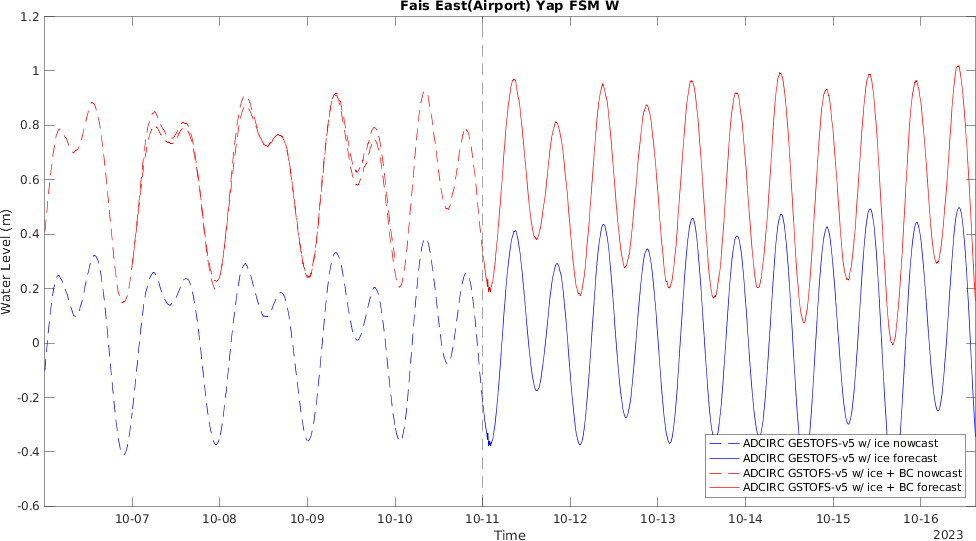 Fais East(Airport) Yap FSM W
1.2
1
0.8
0.6
0.4
0.2
0
-0.2
-0.4
-0.6
Water Level (m)
ADCIRC GESTOFS-v5 w/ ice nowcast
ADCIRC GESTOFS-v5 w/ ice forecast
ADCIRC GSTOFS-v5 w/ ice + BC nowcast
ADCIRC GSTOFS-v5 w/ ice + BC forecast
10-07 10-08 10-09 10-10 10-11 10-12 10-13 10-14 10-15 10-16
Time
2023